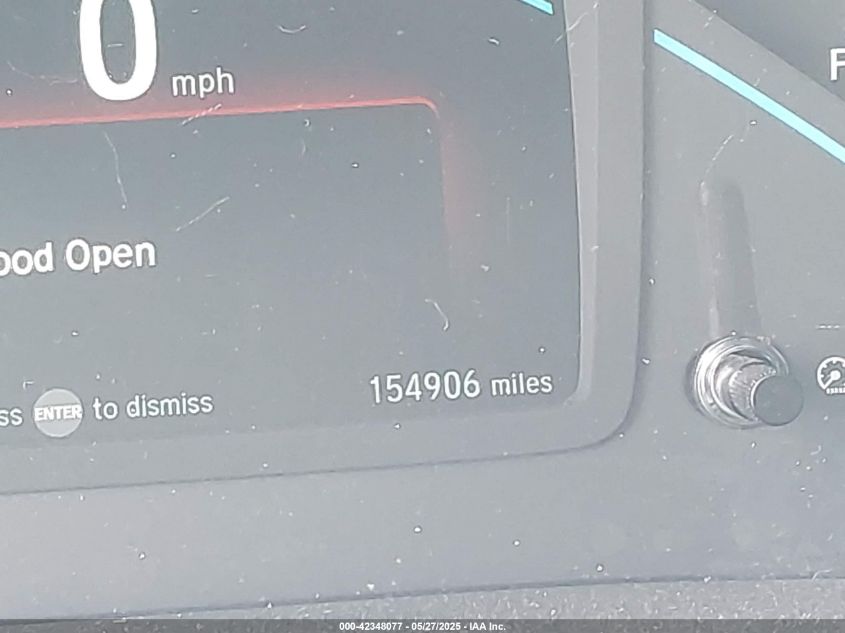 0 mph
F
ood Open
154906 miles
ss ENTER to dismiss
000-42348077 - 05/27/2025 - IAA Inc.